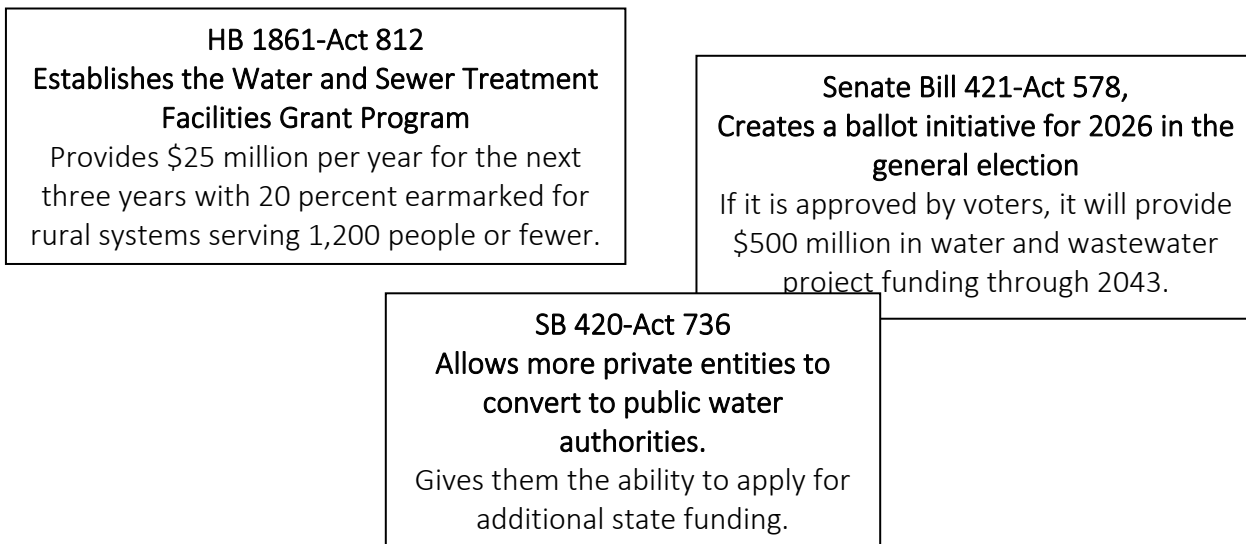 HB 1861-Act 812
Establishes the Water and Sewer Treatment
Facilities Grant Program
Provides $25 million per year for the next
three years with 20 percent earmarked for
rural systems serving 1,200 people or fewer.
Senate Bill 421-Act 578,
Creates a ballot initiative for 2026 in the
general election
If it is approved by voters, it will provide
$500 million in water and wastewater
project funding through 2043.
SB 420-Act 736
Allows more private entities to
convert to public water
authorities.
Gives them the ability to apply for
additional state funding.